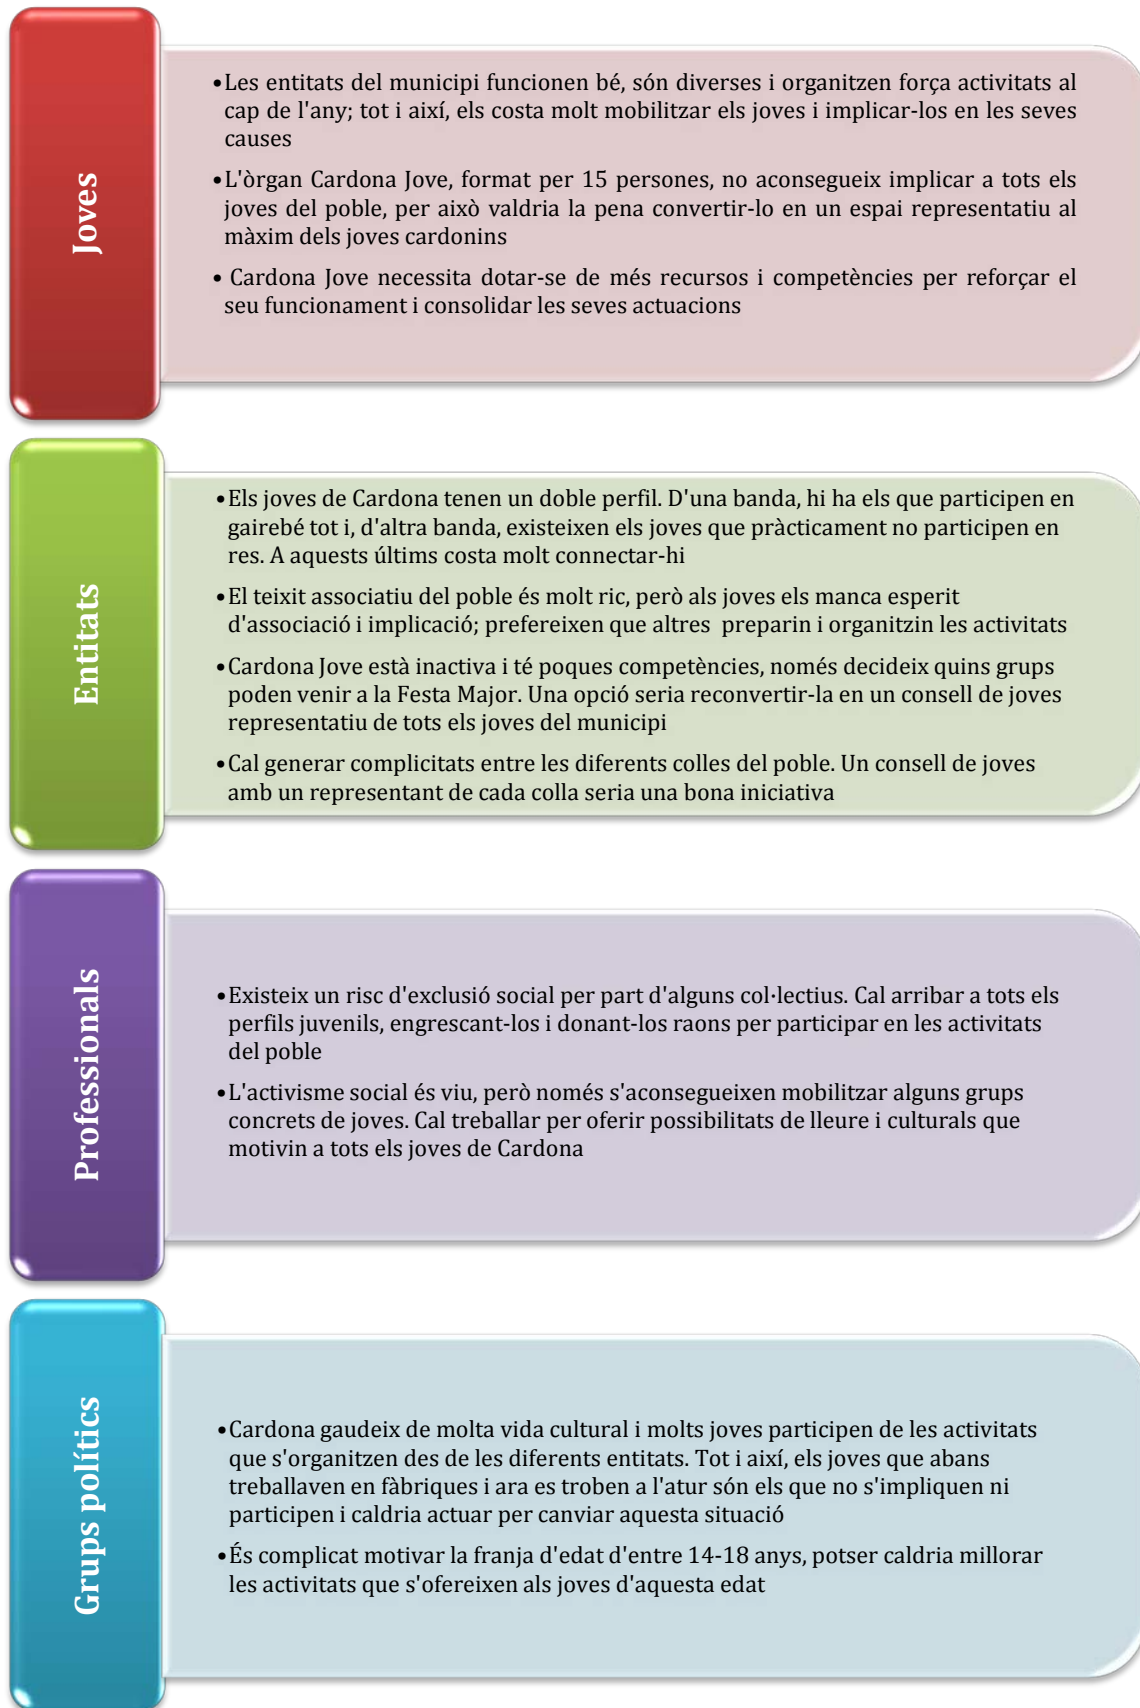 Joves
•Les entitats del municipi funcionen bé, són diverses i organitzen força activitats al
cap de l'any; tot i així, els costa molt mobilitzar els joves i implicar-los en les seves
causes
•L'òrgan Cardona Jove, format per 15 persones, no aconsegueix implicar a tots els
joves del poble, per això valdria la pena convertir-lo en un espai representatiu al
màxim dels joves cardonins
• Cardona Jove necessita dotar-se de més recursos i competències per reforçar el
seu funcionament i consolidar les seves actuacions
Entitats
•Els joves de Cardona tenen un doble perfil. D'una banda, hi ha els que participen en
gairebé tot i, d'altra banda, existeixen els joves que pràcticament no participen en
res. A aquests últims costa molt connectar-hi
•El teixit associatiu del poble és molt ric, però als joves els manca esperit
d'associació i implicació; prefereixen que altres preparin i organitzin les activitats
•Cardona Jove està inactiva i té poques competències, només decideix quins grups
poden venir a la Festa Major. Una opció seria reconvertir-la en un consell de joves
representatiu de tots els joves del municipi
•Cal generar complicitats entre les diferents colles del poble. Un consell de joves
amb un representant de cada colla seria una bona iniciativa
Professionals
•Existeix un risc d'exclusió social per part d'alguns col·lectius. Cal arribar a tots els
perfils juvenils, engrescant-los i donant-los raons per participar en les activitats
del poble
•L'activisme social és viu, però només s'aconsegueixen mobilitzar alguns grups
concrets de joves. Cal treballar per oferir possibilitats de lleure i culturals que
motivin a tots els joves de Cardona
Grups polítics
•Cardona gaudeix de molta vida cultural i molts joves participen de les activitats
que s'organitzen des de les diferents entitats. Tot i així, els joves que abans
treballaven en fàbriques i ara es troben a l'atur són els que no s'impliquen ni
participen i caldria actuar per canviar aquesta situació
•És complicat motivar la franja d'edat d'entre 14-18 anys, potser caldria millorar
les activitats que s'ofereixen als joves d'aquesta edat